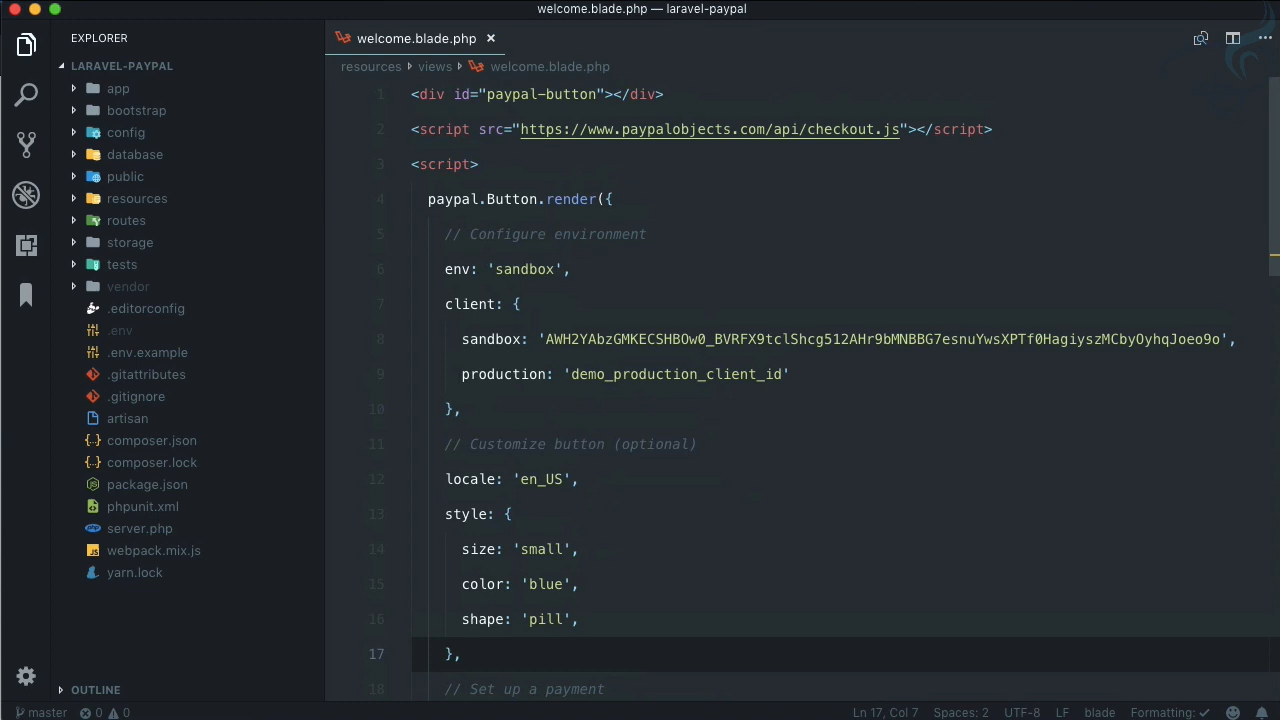 welcome.blade.php — laravel-paypal
EXPLORER
LARAVEL-PAYPAL
app
bootstrap
config
database
public
resources
routes
storage
tests
vendor
.editorconfig
.env
.env.example
.gitattributes
.gitignore
artisan
composer.json
composer.lock
package.json
phpunit.xml
server.php
webpack.mix.js
yarn.lock
OUTLINE
welcome.blade.php ×
resources views welcome.blade.php
1 <div id="paypal-button"></div>
2 <script src="https://www.paypalobjects.com/api/checkout.js"></script>
3 <script>
4 paypal.Button.render({
5 // Configure environment
6 env: 'sandbox',
7 client: {
8 sandbox: 'AWH2YAbzGMKECSHBOw0_BVRFX9tclShcg512AHr9bMNBBG7esnuYwsXPTf0HagiyszMCbyOyhqJoeo9o',
9 production: 'demo_production_client_id'
10 },
11 // Customize button (optional)
12 locale: 'en_US',
13 style: {
14 size: 'small',
15 color: 'blue',
16 shape: 'pill',
17 },
18 // Set up a payment
master 0 0 Ln 17, Col 7 Spaces: 2 UTF-8 LF blade Formatting: ✓